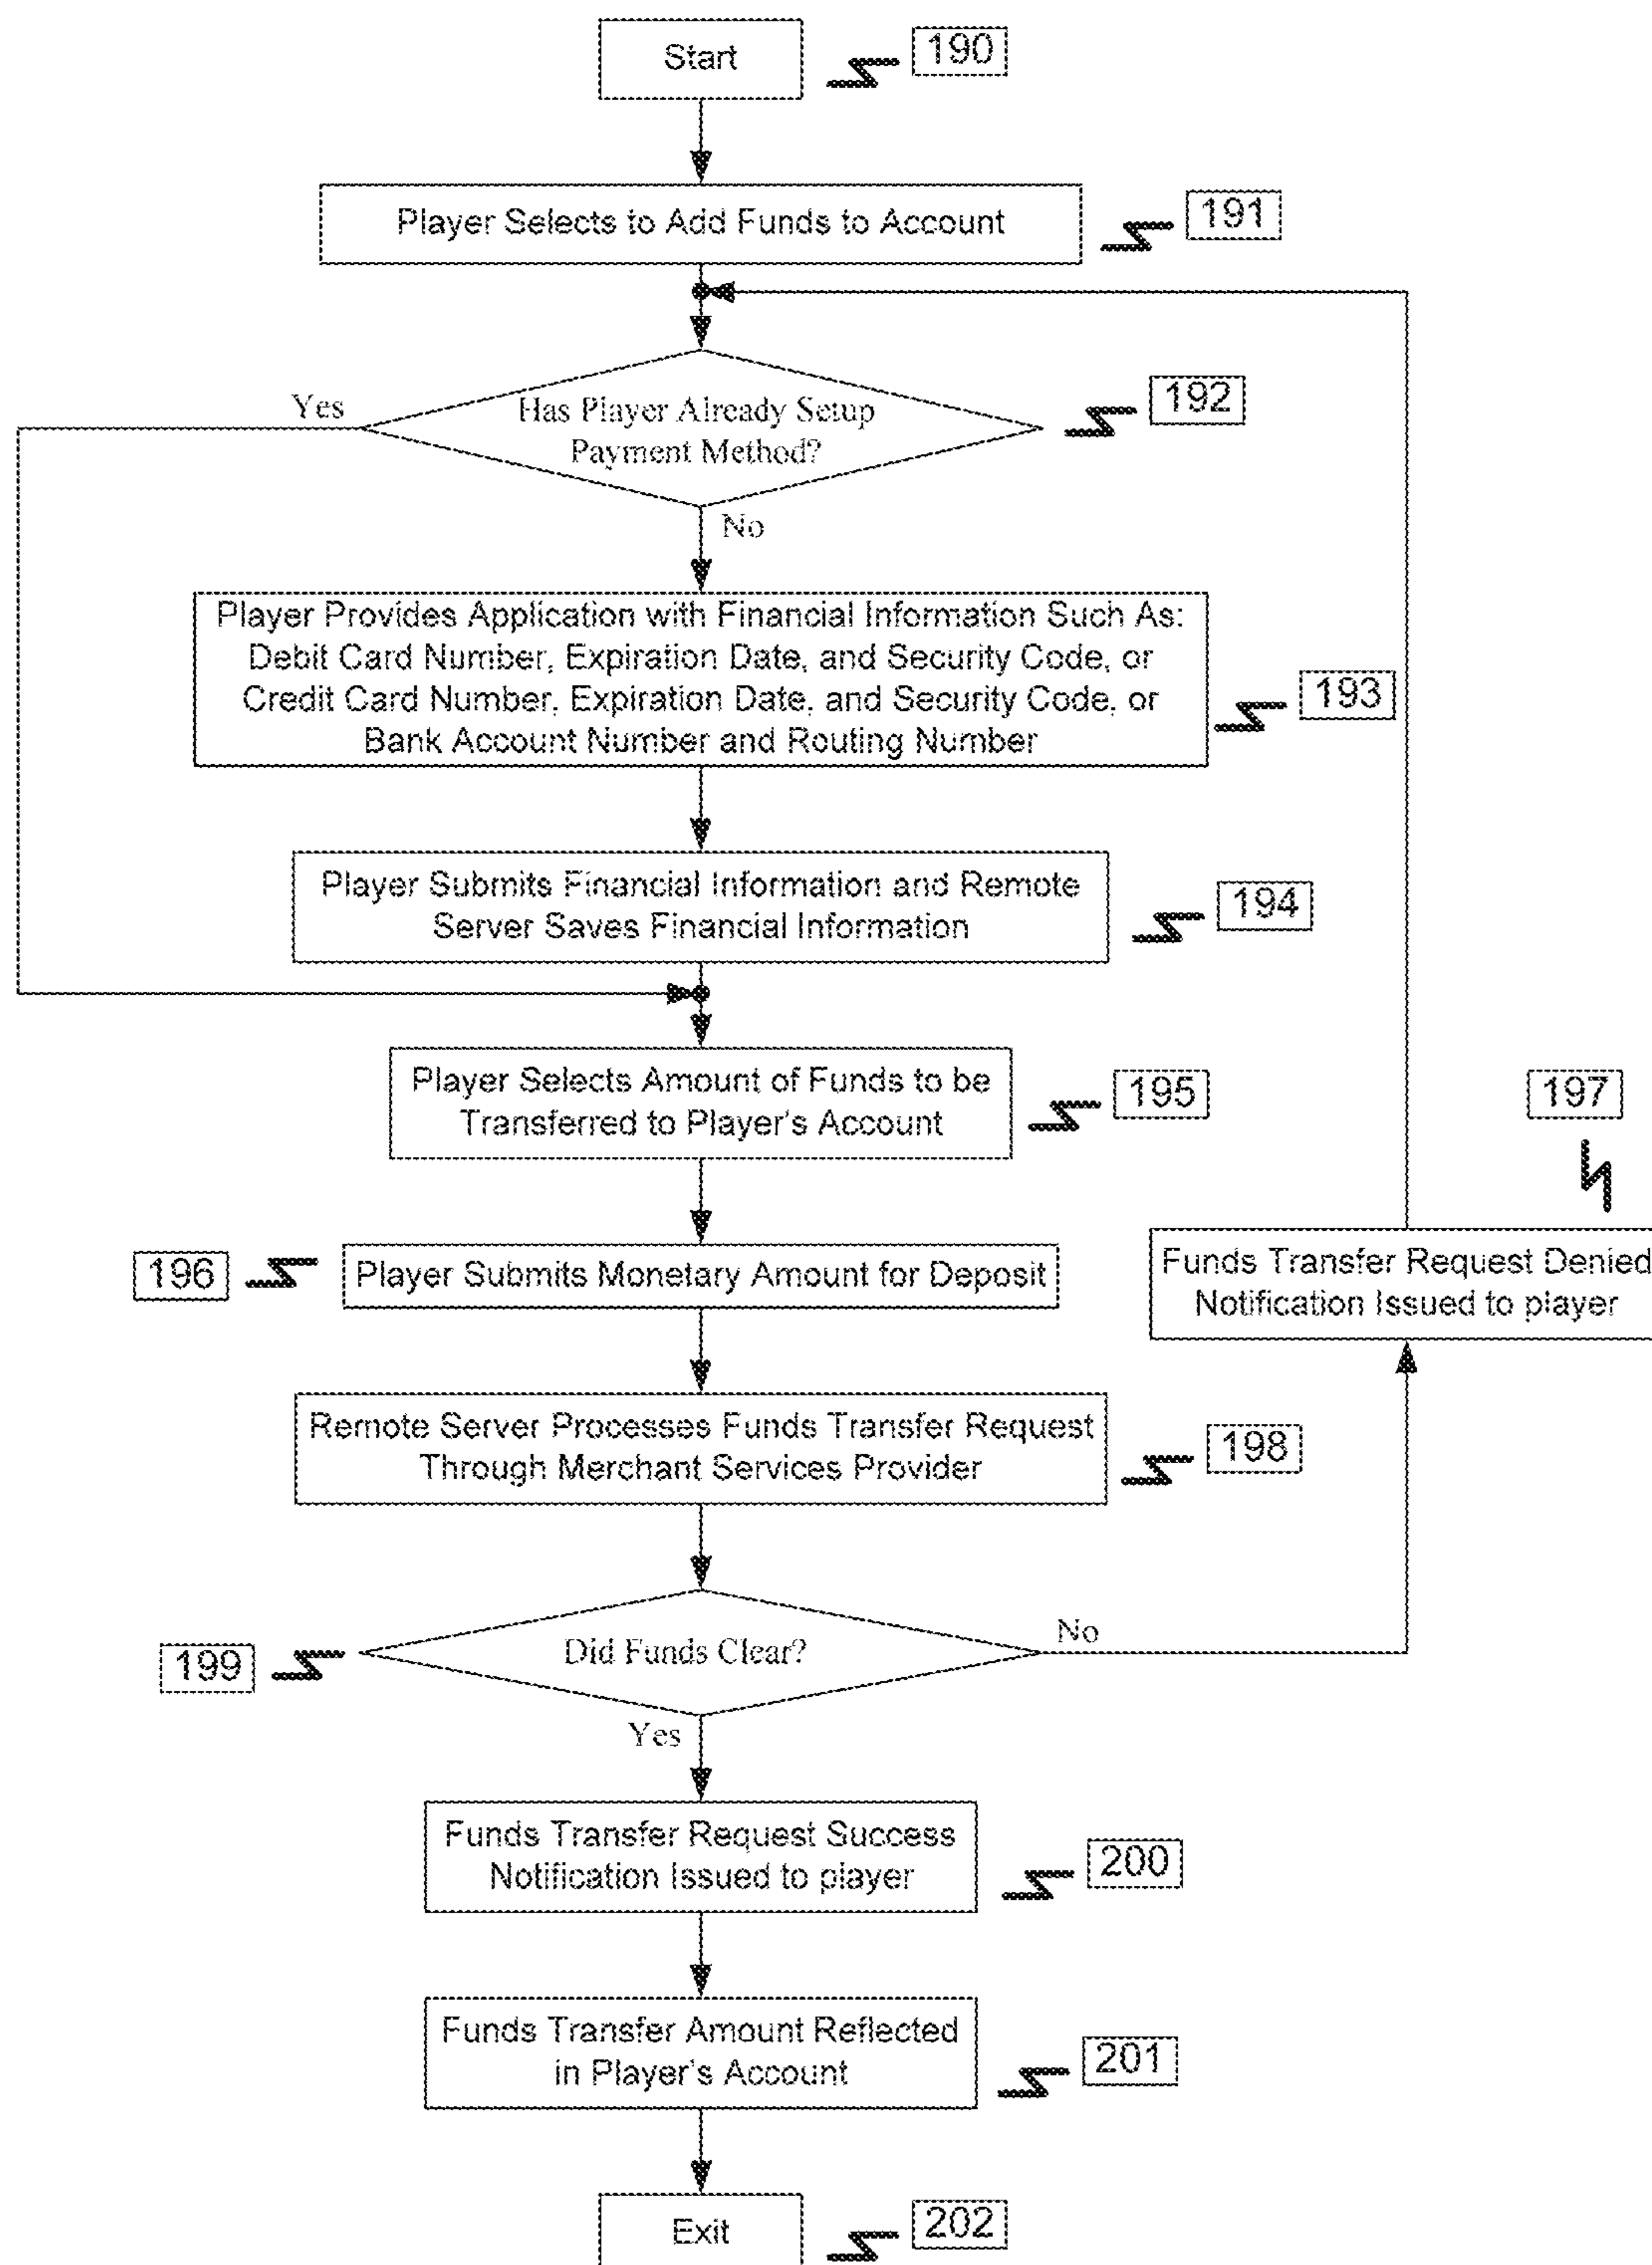 Start
190
Player Selects to Add Funds to Account
191
Yes
Has Player Already Setup
Payment Method?
192
No
Player Provides Application with Financial Information Such As:
Debit Card Number, Expiration Date, and Security Code, or
Credit Card Number, Expiration Date, and Security Code, or
Bank Account Number and Routing Number
193
Player Submits Financial Information and Remote
Server Saves Financial Information
194
Player Selects Amount of Funds to be
Transferred to Player's Account
195
197
196
Player Submits Monetary Amount for Deposit
Funds Transfer Request Denied
Notification Issued to player
Remote Server Processes Funds Transfer Request
Through Merchant Services Provider
198
199
Did Funds Clear?
No
Yes
Funds Transfer Request Success
Notification Issued to player
200
Funds Transfer Amount Reflected
in Player's Account
201
Exit
202